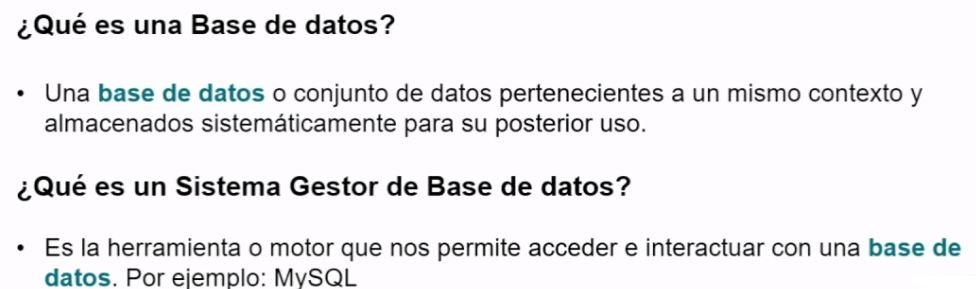 ¿Qué es una Base de datos?
• Una base de datos o conjunto de datos pertenecientes a un mismo contexto y
almacenados sistemáticamente para su posterior uso.
¿Qué es un Sistema Gestor de Base de datos?
• Es la herramienta o motor que nos permite acceder e interactuar con una base de
datos. Por ejemplo: MySQL